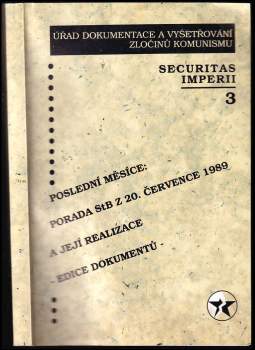 ÚŘAD DOKUMENTACE A VYŠETŘOVÁNÍ
ZLOČINŮ KOMUNISMU
SECURITAS
IMPERII
3
POSLEDNÍ MĚSÍCE:
PORADA StB Z 20. ČERVENCE 1989
A JEJÍ REALIZACE
- EDICE DOKUMENTŮ -